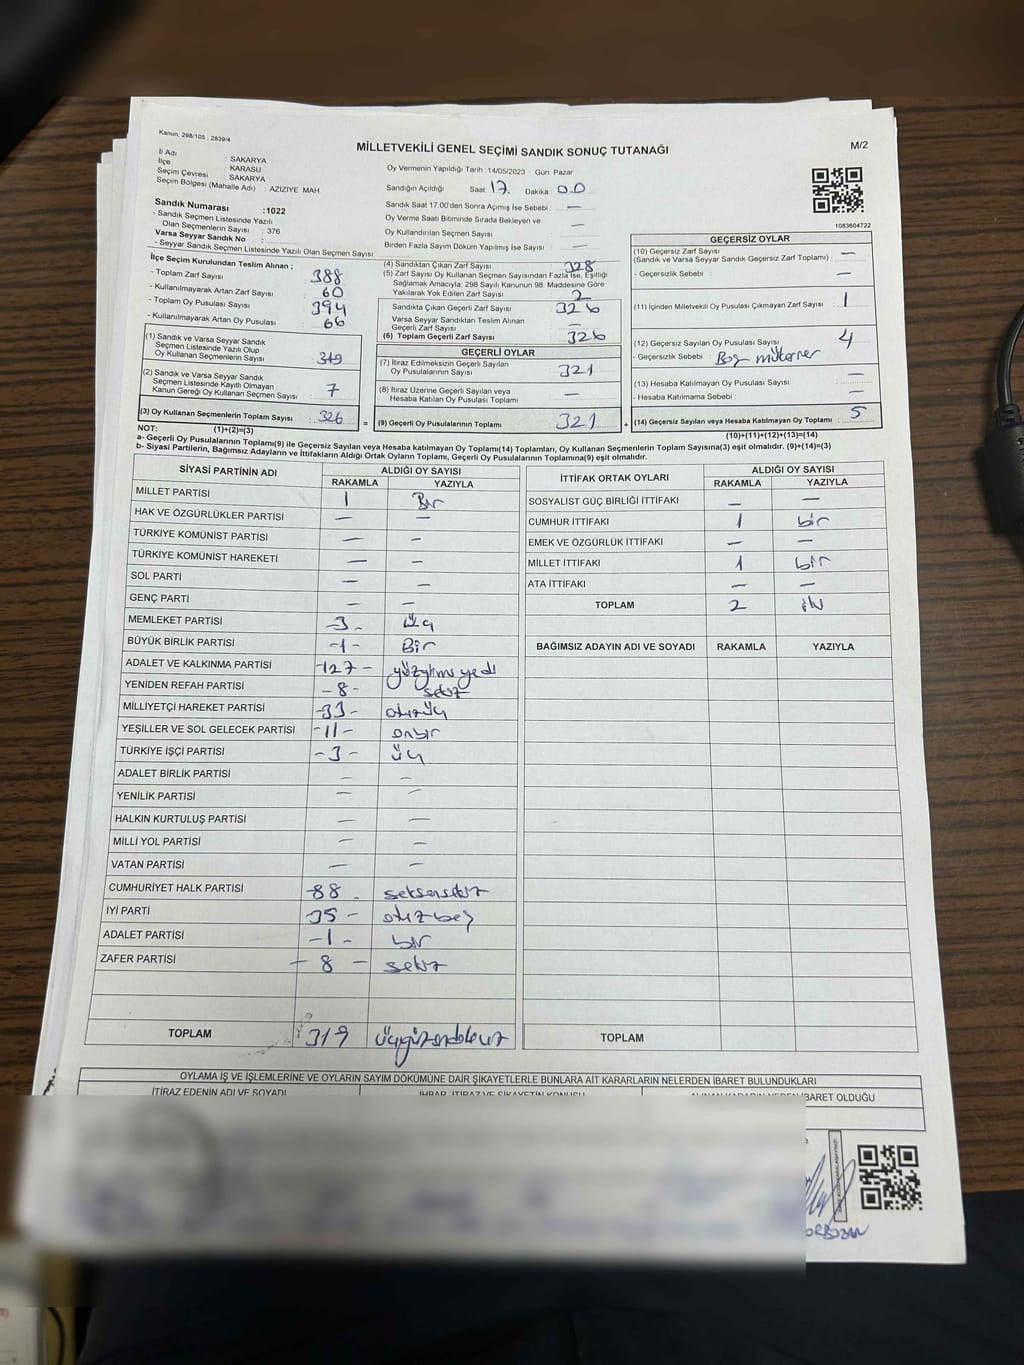 Kanun; 298/105 , 2839/4
MİLLETVEKİLİ GENEL SEÇİMİ SANDIK SONUÇ TUTANAĞI
M/2
İl Adı : SAKARYA
İlçe : KARASU
Seçim Çevresi : SAKARYA
Seçim Bölgesi (Mahalle Adı) : AZIZIYE MAH
Sandık Numarası :1022
- Sandık Seçmen Listesinde Yazılı
Olan Seçmenlerin Sayısı : 376
Varsa Seyyar Sandık No :
- Seyyar Sandık Seçmen Listesinde Yazılı Olan Seçmen Sayısı:
Oy Vermenin Yapıldığı Tarih :14/05/2023 Gün: Pazar
Sandığın Açıldığı Saat: 17. Dakika: 00
Sandık Saat 17:00'den Sonra Açımış İse Sebebi : —
Oy Verme Saati Bitiminde Sırada Bekleyen ve
Oy Kullandırılan Seçmen Sayısı —
Birden Fazla Sayım Döküm Yapılmış İse Sayısı : —
1083604722
İlçe Seçim Kurulundan Teslim Alınan ;
- Toplam Zarf Sayısı 388
- Kullanılmayarak Artan Zarf Sayısı 60
- Toplam Oy Pusulası Sayısı 394
- Kullanılmayarak Artan Oy Pusulası 66
(1) Sandık ve Varsa Seyyar Sandık
Seçmen Listesinde Yazılı Olup
Oy Kullanan Seçmenlerin Sayısı 319
(2) Sandık ve Varsa Seyyar Sandık
Seçmen Listesinde Kayıtlı Olmayan
Kanun Gereği Oy Kullanan Seçmen Sayısı 7
(3) Oy Kullanan Seçmenlerin Toplam Sayısı 326
(4) Sandıktan Çıkan Zarf Sayısı 328
(5) Zarf Sayısı Oy Kullanan Seçmen Sayısından Fazla İse, Eşitliği
Sağlamak Amacıyla; 298 Sayılı Kanunun 98. Maddesine Göre
Yakılarak Yok Edilen Zarf Sayısı 2
Sandıkta Çıkan Geçerli Zarf Sayısı 326
Varsa Seyyar Sandıktan Teslim Alınan
Geçerli Zarf Sayısı —
(6) Toplam Geçerli Zarf Sayısı 326
GEÇERLİ OYLAR
(7) İtiraz Edilmeksizin Geçerli Sayılan
Oy Pusulalarının Sayısı 321
(8) İtiraz Üzerine Geçerli Sayılan veya
Hesaba Katılan Oy Pusulası Toplamı —
= (9) Geçerli Oy Pusulalarının Toplamı 321
GEÇERSİZ OYLAR
(10) Geçersiz Zarf Sayısı
(Sandık ve Varsa Seyyar Sandık Geçersiz Zarf Toplamı) : —
- Geçersizlik Sebebi : —
(11) İçinden Milletvekili Oy Pusulası Çıkmayan Zarf Sayısı : 1
(12) Geçersiz Sayılan Oy Pusulası Sayısı : 4
- Geçersizlik Sebebi :
(13) Hesaba Katılmayan Oy Pusulası Sayısı : —
- Hesaba Katılmama Sebebi : —
+ (14) Geçersiz Sayılan veya Hesaba Katılmayan Oy Toplamı : 5
NOT: (1)+(2)=(3)
(10)+(11)+(12)+(13)=(14)
a- Geçerli Oy Pusulalarının Toplamı(9) ile Geçersiz Sayılan veya Hesaba katılmayan Oy Toplamı(14) Toplamları, Oy Kullanan Seçmenlerin Toplam Sayısına(3) eşit olmalıdır. (9)+(14)=(3)
b- Siyasi Partilerin, Bağımsız Adayların ve İttifakların Aldığı Ortak Oyların Toplamı, Geçerli Oy Pusulalarının Toplamına(9) eşit olmalıdır.
SİYASİ PARTİNİN ADI ALDIĞI OY SAYISI
RAKAMLA YAZIYLA
MİLLET PARTİSİ 1 Bir
HAK VE ÖZGÜRLÜKLER PARTİSİ — —
TÜRKİYE KOMÜNİST PARTİSİ — —
TÜRKİYE KOMÜNİST HAREKETİ — —
SOL PARTİ — —
GENÇ PARTİ — —
MEMLEKET PARTİSİ -3- Üç
BÜYÜK BİRLİK PARTİSİ -1- Bir
ADALET VE KALKINMA PARTİSİ -127- yüzyirmi yedi
YENİDEN REFAH PARTİSİ -8- sekiz
MİLLİYETÇİ HAREKET PARTİSİ -33- otuzüç
YEŞİLLER VE SOL GELECEK PARTİSİ -11- onbir
TÜRKİYE İŞÇİ PARTİSİ -3- üç
ADALET BİRLİK PARTİSİ — —
YENİLİK PARTİSİ — —
HALKIN KURTULUŞ PARTİSİ — —
MİLLİ YOL PARTİSİ — —
VATAN PARTİSİ — —
CUMHURİYET HALK PARTİSİ -88- seksensekiz
İYİ PARTİ -35- otuzbeş
ADALET PARTİSİ -1- bir
ZAFER PARTİSİ - 8 - sekiz
TOPLAM 319 üçyüzondokuz
İTTİFAK ORTAK OYLARI ALDIĞI OY SAYISI
RAKAMLA YAZIYLA
SOSYALIST GÜÇ BİRLİĞİ İTTİFAKI — —
CUMHUR İTTİFAKI 1 bir
EMEK VE ÖZGÜRLÜK İTTİFAKI — —
MİLLET İTTİFAKI 1 bir
ATA İTTİFAKI — —
TOPLAM 2 iki
BAĞIMSIZ ADAYIN ADI VE SOYADI RAKAMLA YAZIYLA
TOPLAM
OYLAMA İŞ VE İŞLEMLERİNE VE OYLARIN SAYIM DÖKÜMÜNE DAİR ŞİKAYETLERLE BUNLARA AİT KARARLARIN NELERDEN İBARET BULUNDUKLARI
İTİRAZ EDENİN ADI VE SOYADI İHBAR, İTİRAZ VE ŞİKAYETİN KONUSU ALINAN KARARIN NEDEN İBARET OLDUĞU